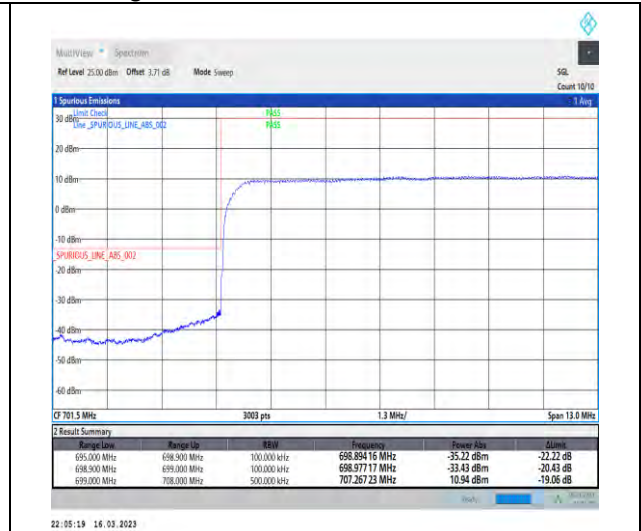 MultiView Spectrum
Ref Level 25.00 dBm Offset 3.71 dB Mode Sweep SGL
Count 10/10
1 Spurious Emissions 1 Avg
Limit Check PASS
30 dBm
Line _SPURIOUS_LINE_ABS_002 PASS
20 dBm
10 dBm
0 dBm
-10 dBm
_SPURIOUS_LINE_ABS_002
-20 dBm
-30 dBm
-40 dBm
-50 dBm
-60 dBm
CF 701.5 MHz 3003 pts 1.3 MHz/ Span 13.0 MHz
2 Result Summary
Range Low Range Up RBW Frequency Power Abs ΔLimit
695.000 MHz 698.900 MHz 100.000 kHz 698.89416 MHz -35.22 dBm -22.22 dB
698.900 MHz 699.000 MHz 100.000 kHz 698.97717 MHz -33.43 dBm -20.43 dB
699.000 MHz 708.000 MHz 500.000 kHz 707.26723 MHz 10.94 dBm -19.06 dB
Ready
22:05:19 16.03.2023